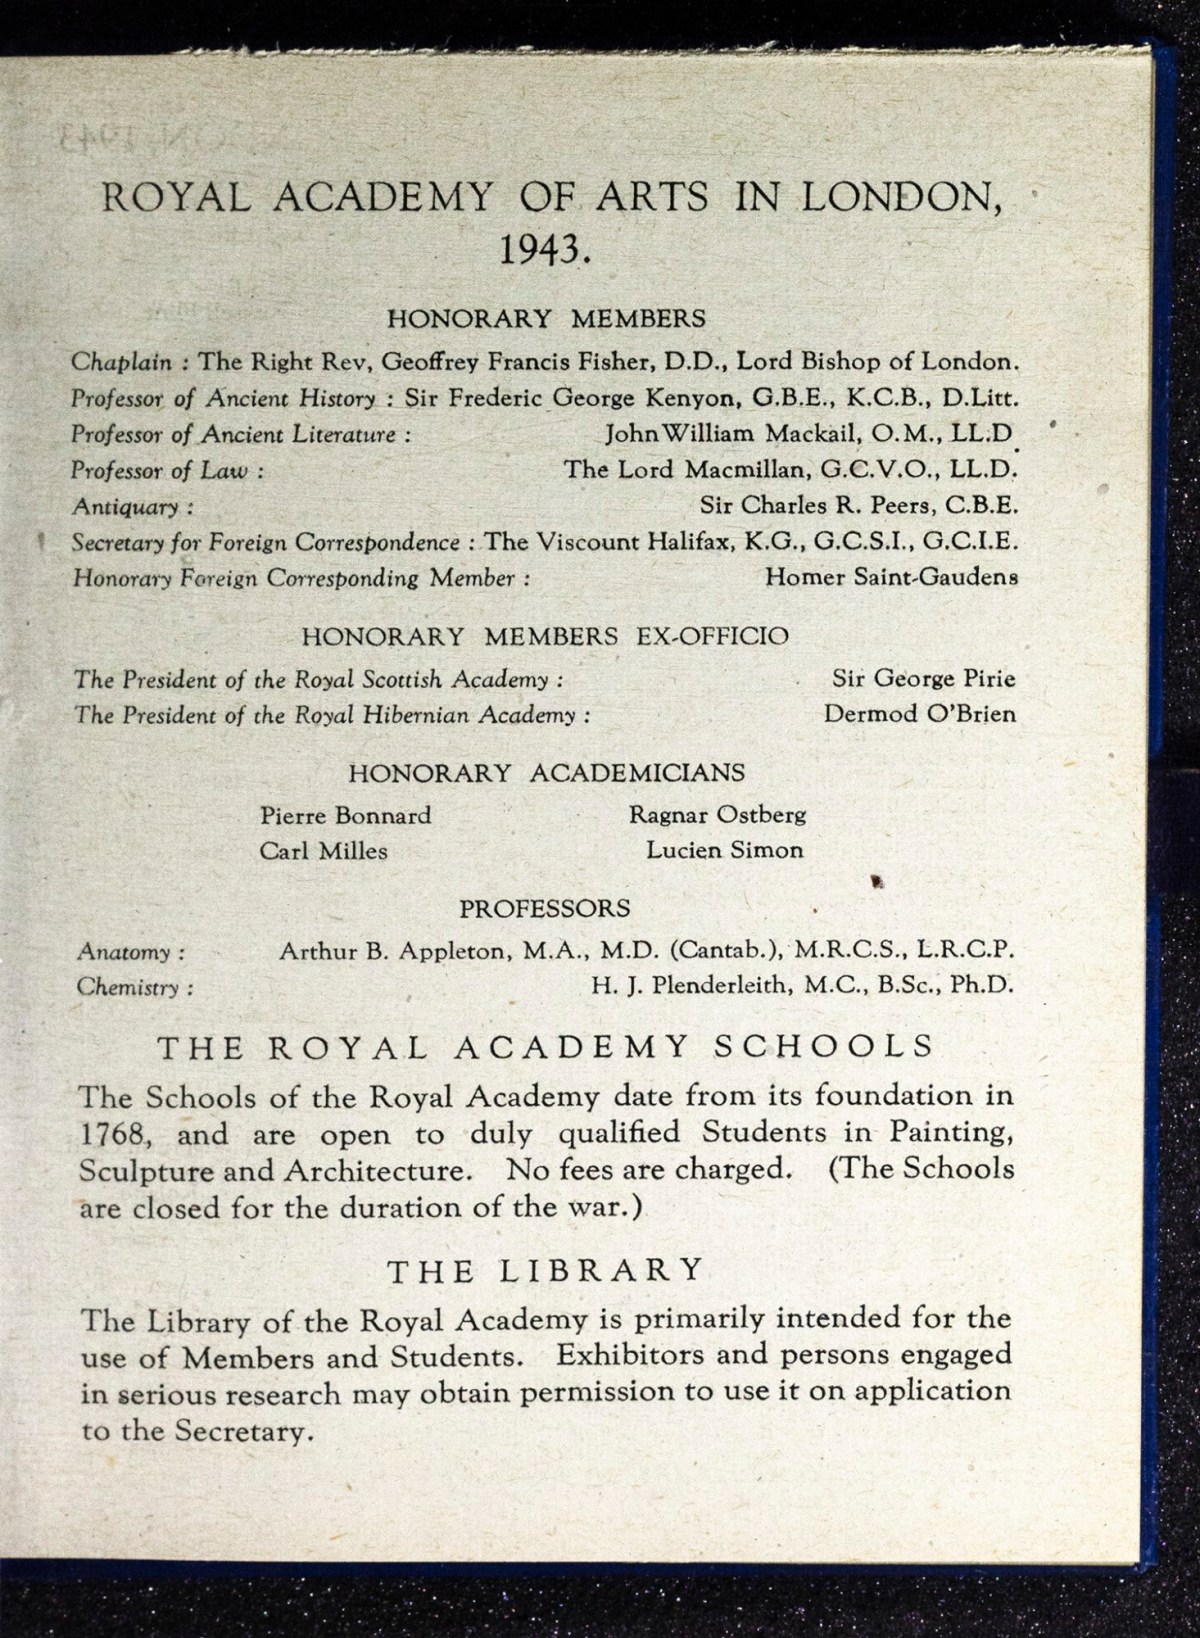 ROYAL ACADEMY OF ARTS IN LONDON,
1943.
HONORARY MEMBERS
Chaplain : The Right Rev, Geoffrey Francis Fisher, D.D., Lord Bishop of London.
Professor of Ancient History : Sir Frederic George Kenyon, G.B.E., K.C.B., D.Litt.
Professor of Ancient Literature : John William Mackail, O.M., LL.D.
Professor of Law : The Lord Macmillan, G.C.V.O., LL.D.
Antiquary : Sir Charles R. Peers, C.B.E.
Secretary for Foreign Correspondence : The Viscount Halifax, K.G., G.C.S.I., G.C.I.E.
Honorary Foreign Corresponding Member : Homer Saint-Gaudens
HONORARY MEMBERS EX-OFFICIO
The President of the Royal Scottish Academy : Sir George Pirie
The President of the Royal Hibernian Academy : Dermod O'Brien
HONORARY ACADEMICIANS
Pierre Bonnard Ragnar Ostberg
Carl Milles Lucien Simon
PROFESSORS
Anatomy : Arthur B. Appleton, M.A., M.D. (Cantab.), M.R.C.S., L.R.C.P.
Chemistry : H. J. Plenderleith, M.C., B.Sc., Ph.D.
THE ROYAL ACADEMY SCHOOLS
The Schools of the Royal Academy date from its foundation in
1768, and are open to duly qualified Students in Painting,
Sculpture and Architecture. No fees are charged. (The Schools
are closed for the duration of the war.)
THE LIBRARY
The Library of the Royal Academy is primarily intended for the
use of Members and Students. Exhibitors and persons engaged
in serious research may obtain permission to use it on application
to the Secretary.